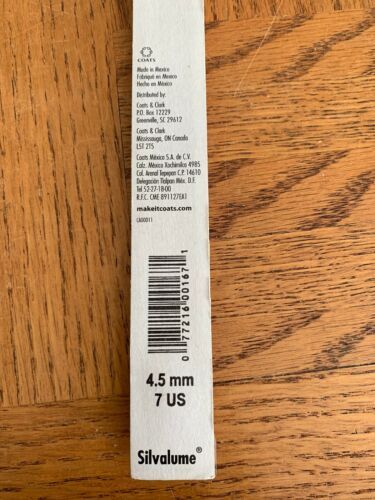 COATS
Made in Mexico
Fabriqué en Mexico
Hecho en México
Distributed by:
Coats & Clark
P.O. Box 12229
Greenville, SC 29612
Coats & Clark
Mississauga, ON Canada
L5T 2T5
Coats México S.A. de C.V.
Calz. México Xochimilco 4985
Col. Arenal Tepepan C.P. 14610
Delegación Tlalpan Méx. D.F.
Tel 52-27-18-00
R.F.C. CME 891127EA1
makeitcoats.com
CA00011
0 77216 00167 1
4.5 mm
7 US
Silvalume®